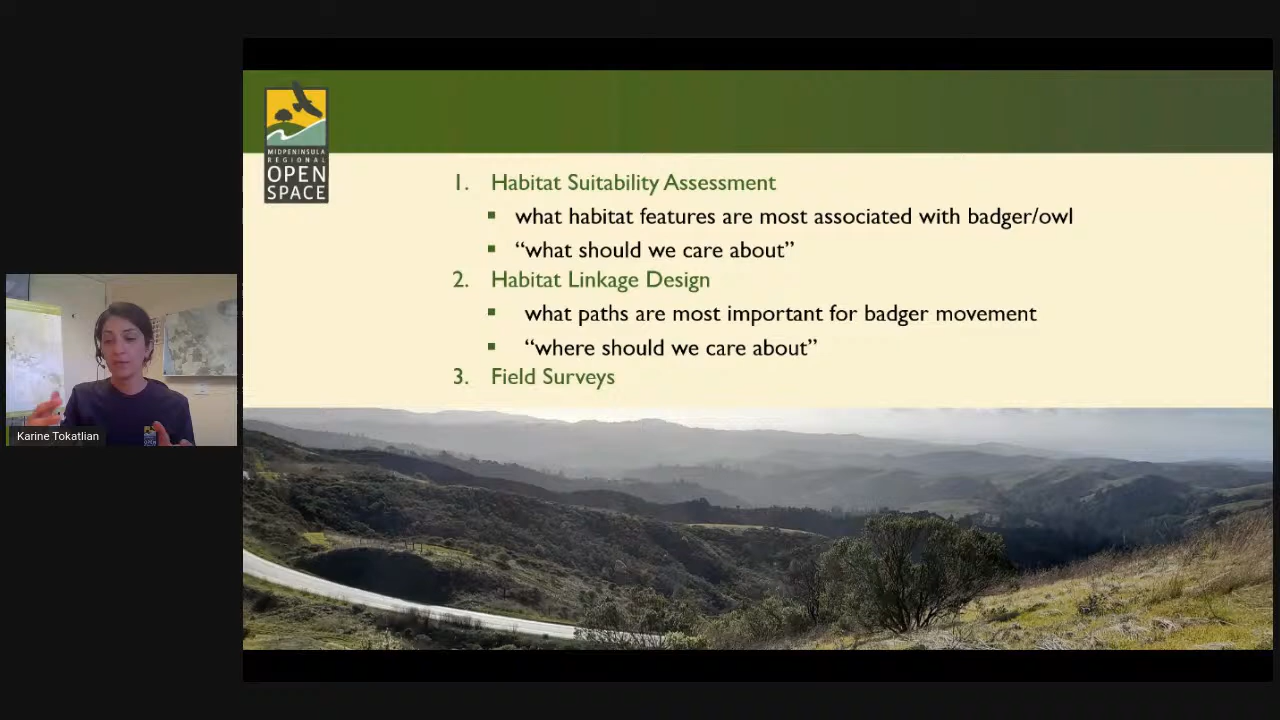 MIDPENINSULA
REGIONAL
OPEN
SPACE
1. Habitat Suitability Assessment
▪ what habitat features are most associated with badger/owl
▪ “what should we care about”
2. Habitat Linkage Design
▪ what paths are most important for badger movement
▪ “where should we care about”
3. Field Surveys
Karine Tokatlian